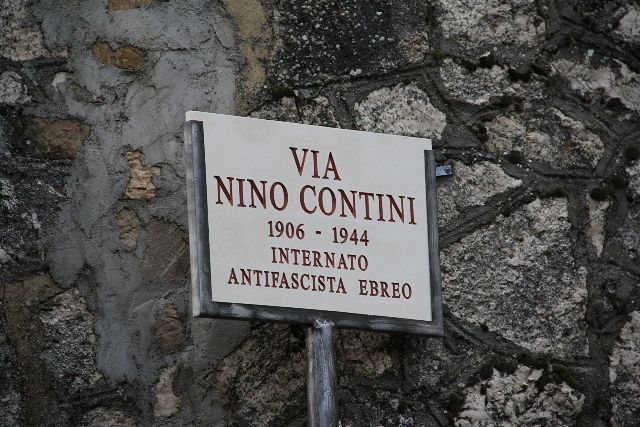 VIA
NINO CONTINI
1906 - 1944
INTERNATO
ANTIFASCISTA EBREO